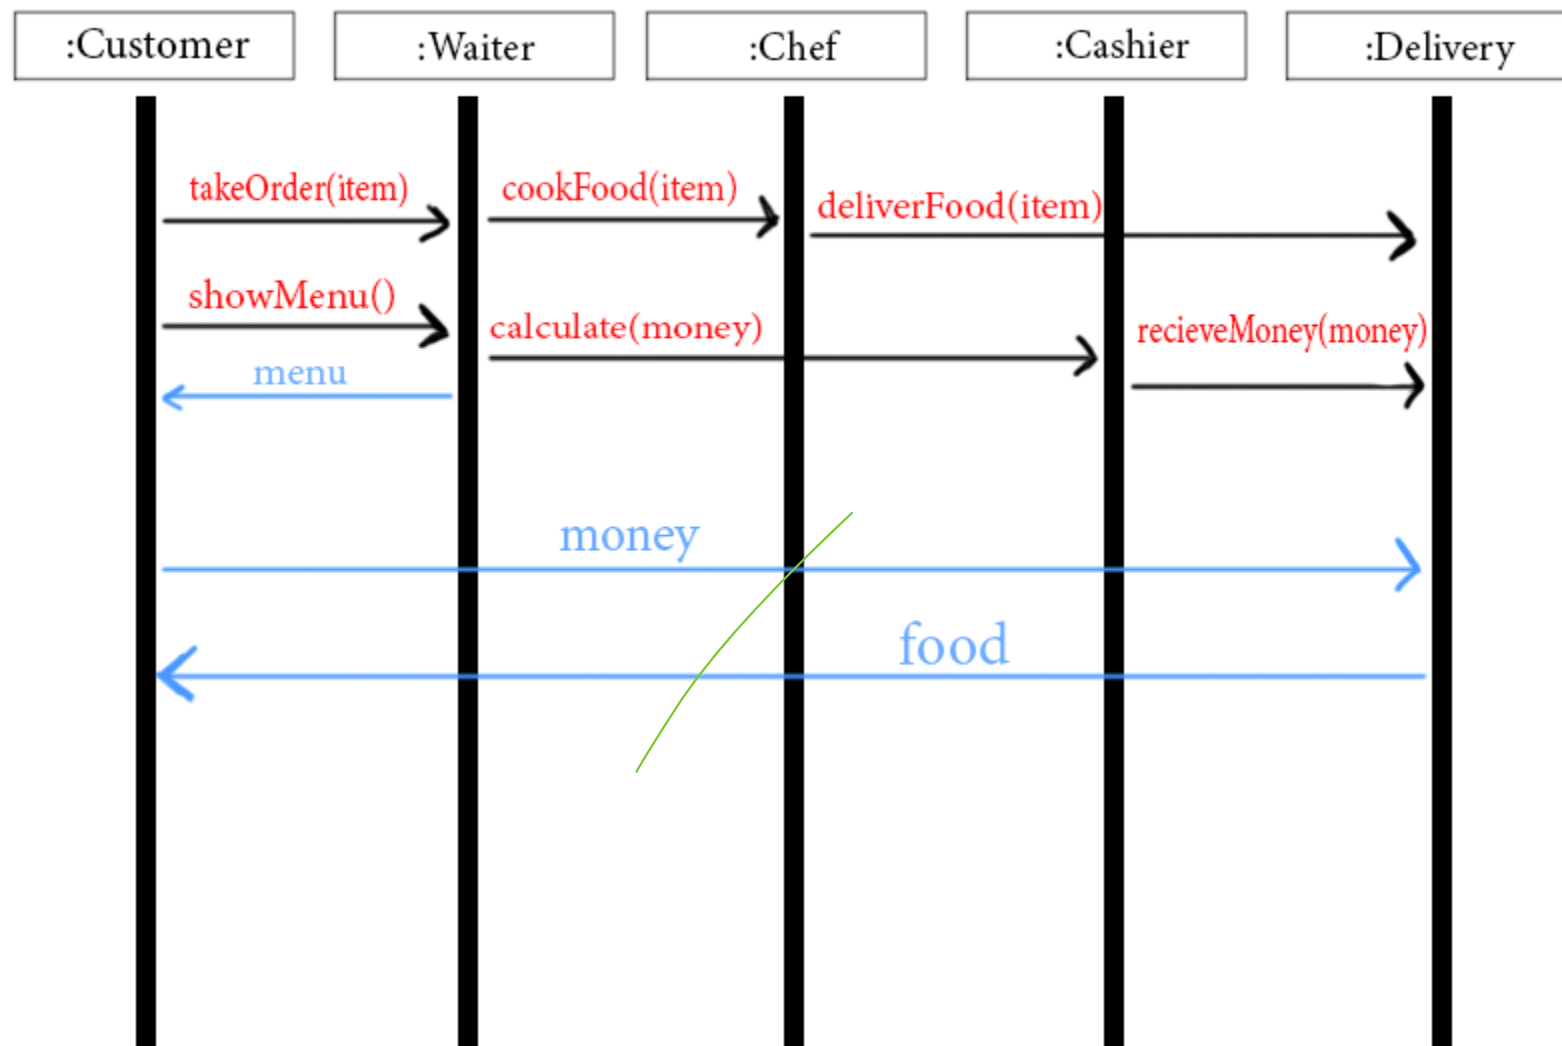 :Customer
:Waiter
:Chef
:Cashier
:Delivery
takeOrder(item)
cookFood(item)
deliverFood(item)
showMenu()
calculate(money)
recieveMoney(money)
menu
money
food